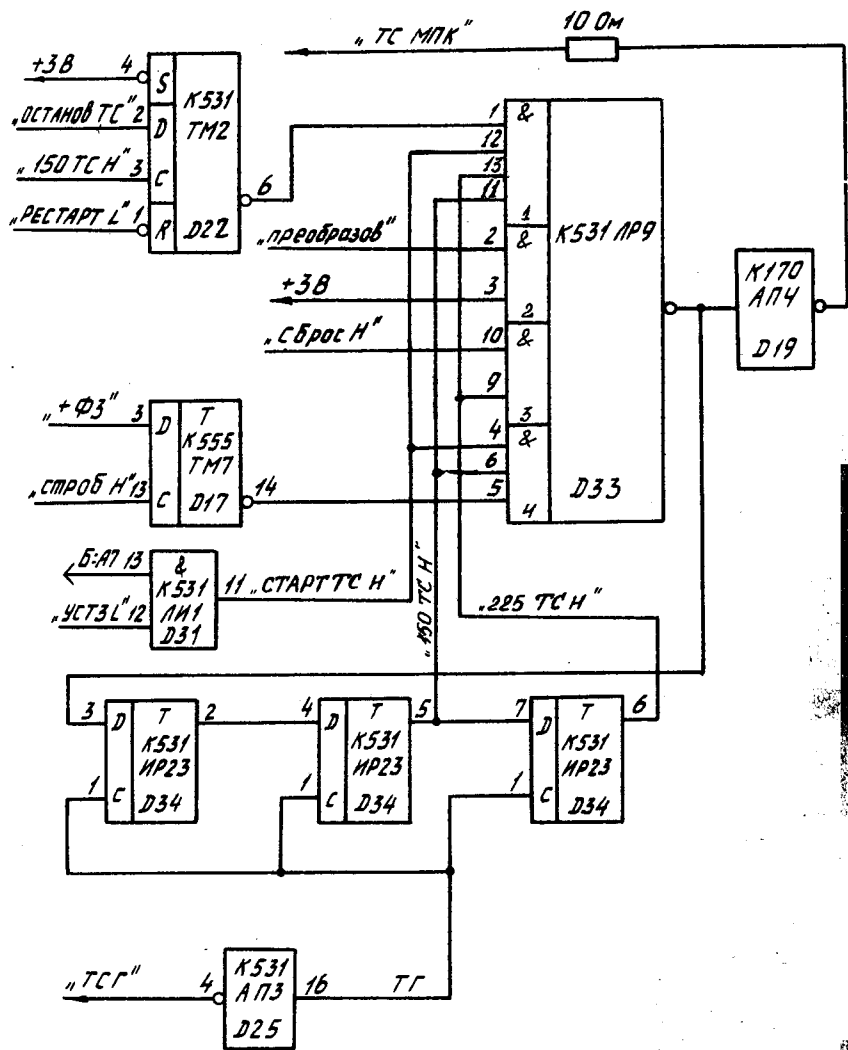 10 Ом
„ТС МПК"
+3В
4
S
К531
ТМ2
„ОСТАНОВ ТС" 2
D
„150 ТС Н" 3
С
6
„РЕСТАРТ L" 1
R
D22
1
&
12
13
11
1
&
К531 ЛР9
„преобразов"
2
+3В
3
2
&
„Сброс Н"
10
9
3
&
4
6
5
4
D33
К170
АП4
D19
„+Ф3"
3
D
Т
К555
ТМ7
„строб Н" 13
С
D17
14
Б:А7 13
&
К531
ЛИ1
D31
11 „СТАРТ ТС Н"
„УСТ3 L" 12
„150 ТС Н"
„225 ТС Н"
3
D
Т
2
К531
ИР23
1
С
D34
4
D
Т
5
К531
ИР23
1
С
D34
7
D
Т
6
К531
ИР23
1
С
D34
„ТСГ"
4
К531
АП3
D25
16
ТГ